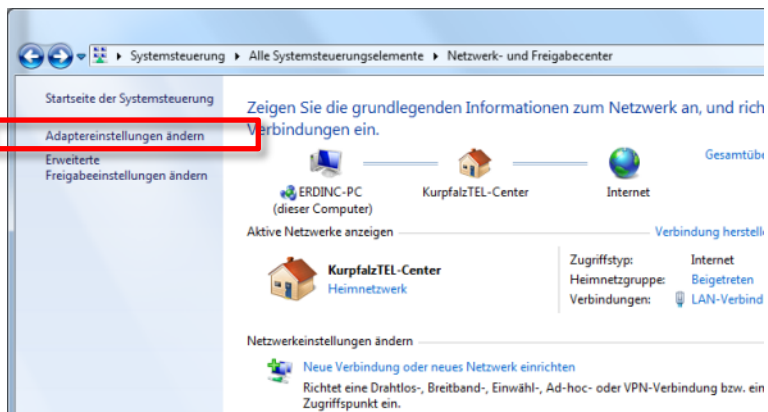 Systemsteuerung ▸ Alle Systemsteuerungselemente ▸ Netzwerk- und Freigabecenter
Startseite der Systemsteuerung
Adaptereinstellungen ändern
Erweiterte
Freigabeeinstellungen ändern
Zeigen Sie die grundlegenden Informationen zum Netzwerk an, und rich
Verbindungen ein.
Gesamtübe
ERDINC-PC
(dieser Computer)
KurpfalzTEL-Center
Internet
Aktive Netzwerke anzeigen
Verbindung herstelle
KurpfalzTEL-Center
Heimnetzwerk
Zugriffstyp: Internet
Heimnetzgruppe: Beigetreten
Verbindungen: LAN-Verbind
Netzwerkeinstellungen ändern
Neue Verbindung oder neues Netzwerk einrichten
Richtet eine Drahtlos-, Breitband-, Einwähl-, Ad-hoc- oder VPN-Verbindung bzw. ein
Zugriffspunkt ein.